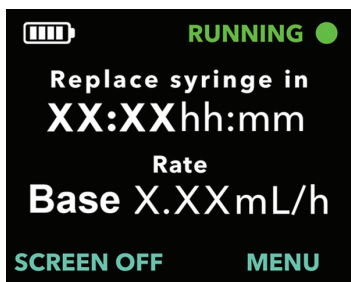 RUNNING
Replace syringe in
XX:XXhh:mm
Rate
Base X.XXmL/h
SCREEN OFF MENU